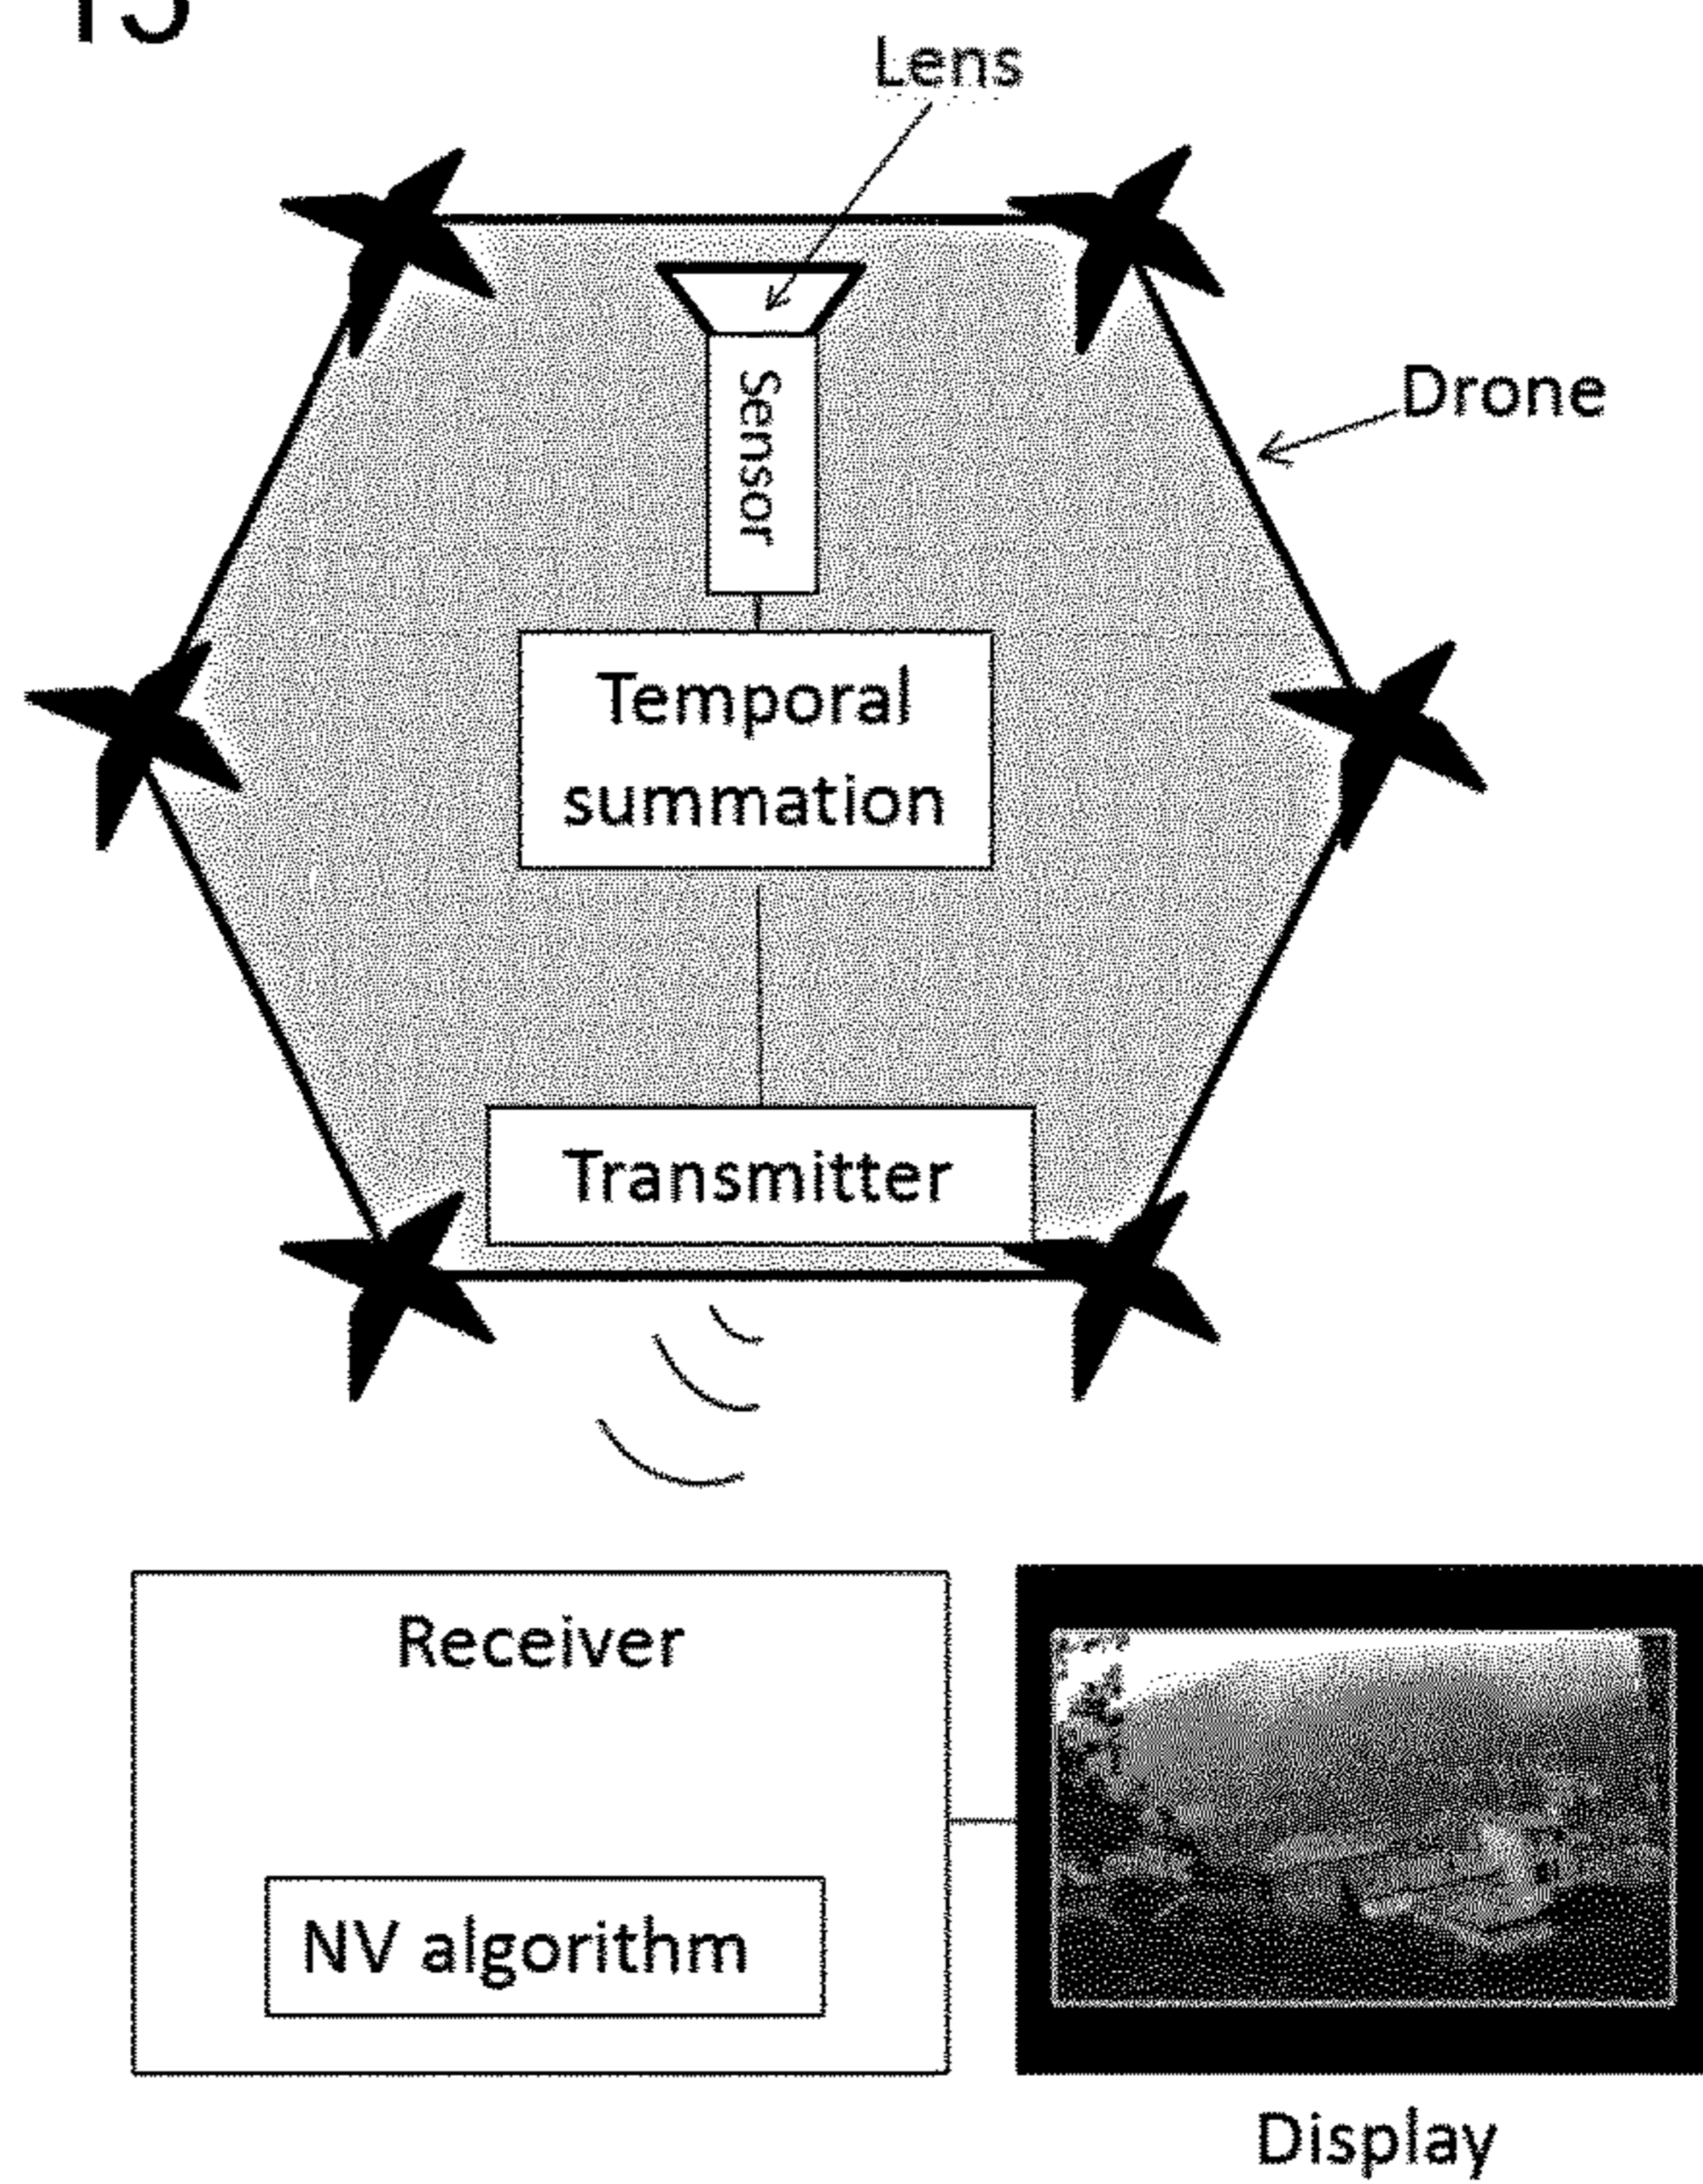 Lens
Drone
Sensor
Temporal
summation
Transmitter
Receiver
NV algorithm
Display